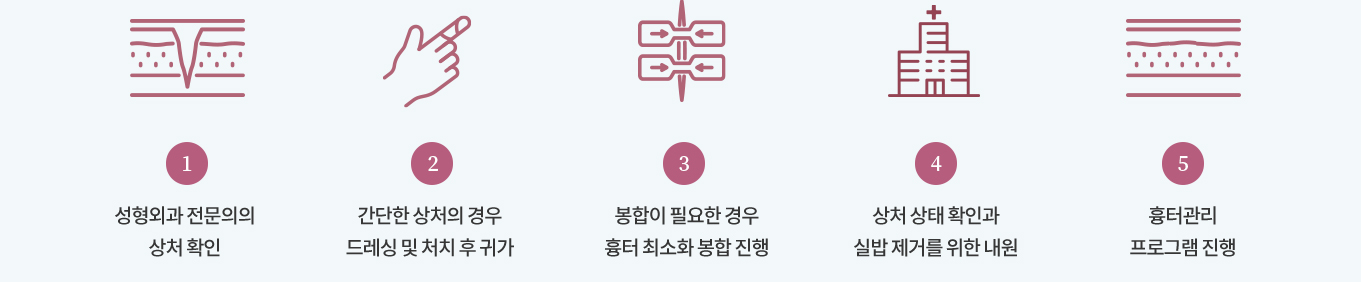 1
성형외과 전문의의
상처 확인
2
간단한 상처의 경우
드레싱 및 처치 후 귀가
3
봉합이 필요한 경우
흉터 최소화 봉합 진행
4
상처 상태 확인과
실밥 제거를 위한 내원
5
흉터관리
프로그램 진행